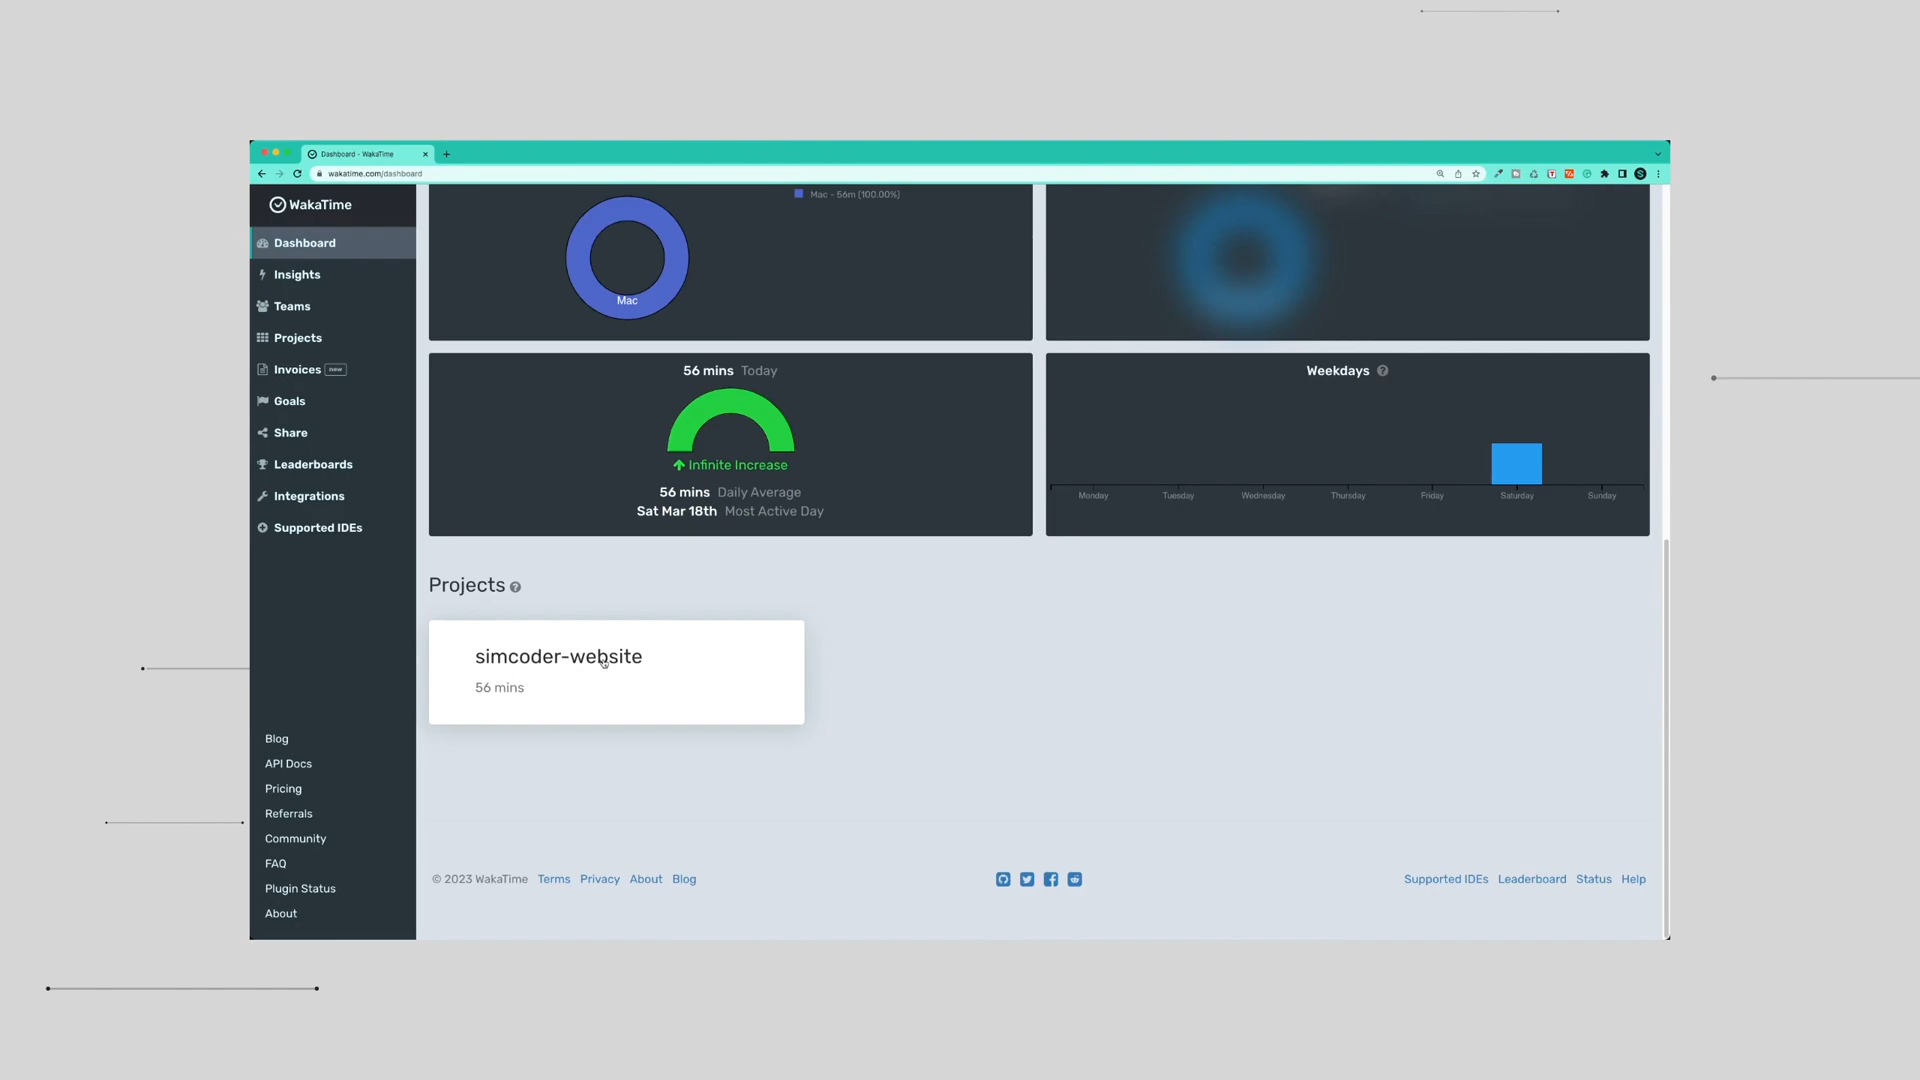 Dashboard - WakaTime
wakatime.com/dashboard
WakaTime
Dashboard
Insights
Teams
Projects
Invoices new
Goals
Share
Leaderboards
Integrations
Supported IDEs
Blog
API Docs
Pricing
Referrals
Community
FAQ
Plugin Status
About
Mac - 56m (100.00%)
Mac
56 mins Today
Infinite Increase
56 mins Daily Average
Sat Mar 18th Most Active Day
Weekdays ?
Monday Tuesday Wednesday Thursday Friday Saturday Sunday
Projects ?
simcoder-website
56 mins
© 2023 WakaTime Terms Privacy About Blog
Supported IDEs Leaderboard Status Help